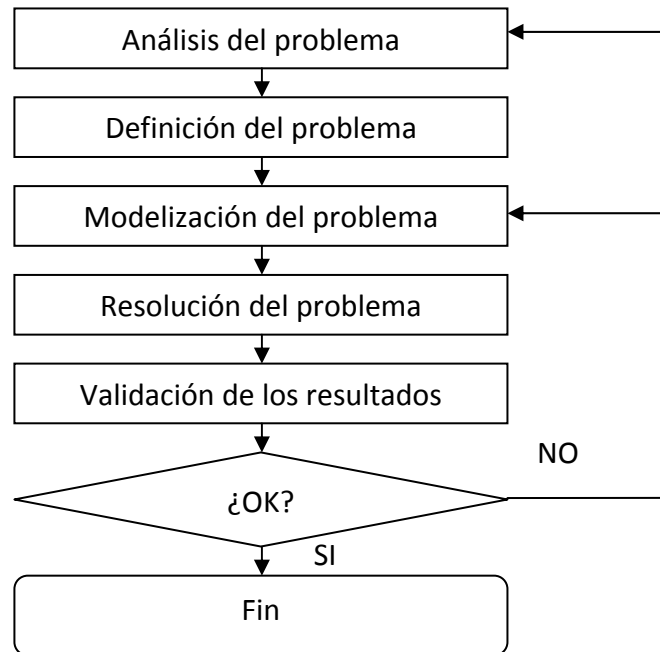 Análisis del problema
Definición del problema
Modelización del problema
Resolución del problema
Validación de los resultados
NO
¿OK?
SI
Fin